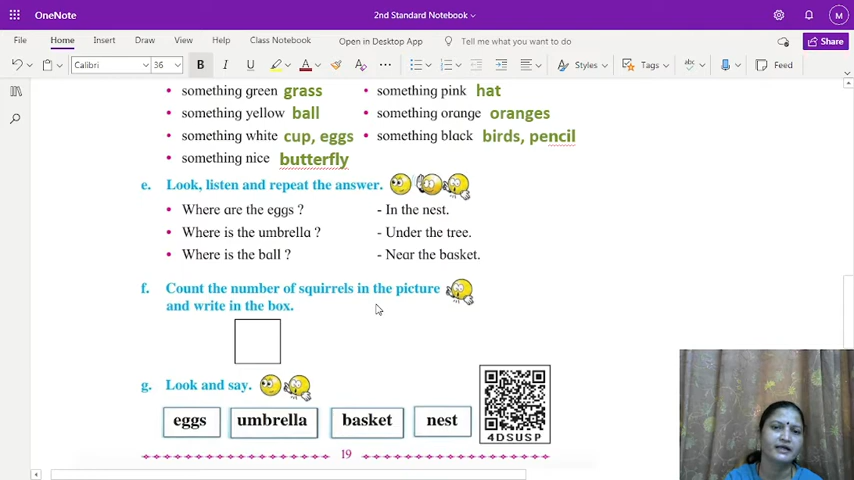 OneNote
2nd Standard Notebook
M
File Home Insert Draw View Help Class Notebook Open in Desktop App Tell me what you want to do Share
Calibri 36 B I U A Styles Tags abc Feed
• something green grass • something pink hat
• something yellow ball • something orange oranges
• something white cup, eggs • something black birds, pencil
• something nice butterfly
e. Look, listen and repeat the answer.
• Where are the eggs ? - In the nest.
• Where is the umbrella ? - Under the tree.
• Where is the ball ? - Near the basket.
f. Count the number of squirrels in the picture
and write in the box.
g. Look and say.
eggs umbrella basket nest
4DSUSP
19